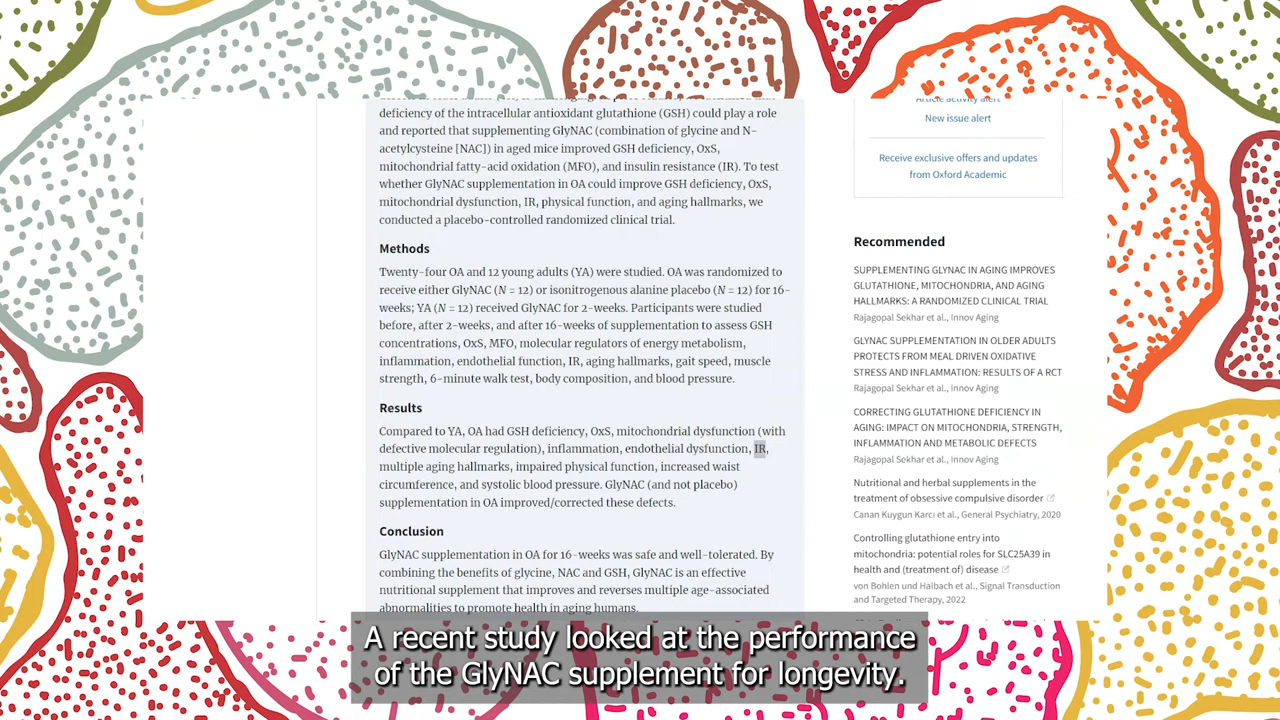 deficiency of the intracellular antioxidant glutathione (GSH) could play a role
and reported that supplementing GlyNAC (combination of glycine and N-
acetylcysteine [NAC]) in aged mice improved GSH deficiency, OxS,
mitochondrial fatty-acid oxidation (MFO), and insulin resistance (IR). To test
whether GlyNAC supplementation in OA could improve GSH deficiency, OxS,
mitochondrial dysfunction, IR, physical function, and aging hallmarks, we
conducted a placebo-controlled randomized clinical trial.
Methods
Twenty-four OA and 12 young adults (YA) were studied. OA was randomized to
receive either GlyNAC (N = 12) or isonitrogenous alanine placebo (N = 12) for 16-
weeks; YA (N = 12) received GlyNAC for 2-weeks. Participants were studied
before, after 2-weeks, and after 16-weeks of supplementation to assess GSH
concentrations, OxS, MFO, molecular regulators of energy metabolism,
inflammation, endothelial function, IR, aging hallmarks, gait speed, muscle
strength, 6-minute walk test, body composition, and blood pressure.
Results
Compared to YA, OA had GSH deficiency, OxS, mitochondrial dysfunction (with
defective molecular regulation), inflammation, endothelial dysfunction, IR,
multiple aging hallmarks, impaired physical function, increased waist
circumference, and systolic blood pressure. GlyNAC (and not placebo)
supplementation in OA improved/corrected these defects.
Conclusion
GlyNAC supplementation in OA for 16-weeks was safe and well-tolerated. By
combining the benefits of glycine, NAC and GSH, GlyNAC is an effective
nutritional supplement that improves and reverses multiple age-associated
abnormalities to promote health in aging humans.
Article activity alert
New issue alert
Receive exclusive offers and updates
from Oxford Academic
Recommended
SUPPLEMENTING GLYNAC IN AGING IMPROVES
GLUTATHIONE, MITOCHONDRIA, AND AGING
HALLMARKS: A RANDOMIZED CLINICAL TRIAL
Rajagopal Sekhar et al., Innov Aging
GLYNAC SUPPLEMENTATION IN OLDER ADULTS
PROTECTS FROM MEAL DRIVEN OXIDATIVE
STRESS AND INFLAMMATION: RESULTS OF A RCT
Rajagopal Sekhar et al., Innov Aging
CORRECTING GLUTATHIONE DEFICIENCY IN
AGING: IMPACT ON MITOCHONDRIA, STRENGTH,
INFLAMMATION AND METABOLIC DEFECTS
Rajagopal Sekhar et al., Innov Aging
Nutritional and herbal supplements in the
treatment of obsessive compulsive disorder
Canan Kuygun Karcı et al., General Psychiatry, 2020
Controlling glutathione entry into
mitochondria: potential roles for SLC25A39 in
health and (treatment of) disease
von Bohlen und Halbach et al., Signal Transduction
and Targeted Therapy, 2022
A recent study looked at the performance
of the GlyNAC supplement for longevity.